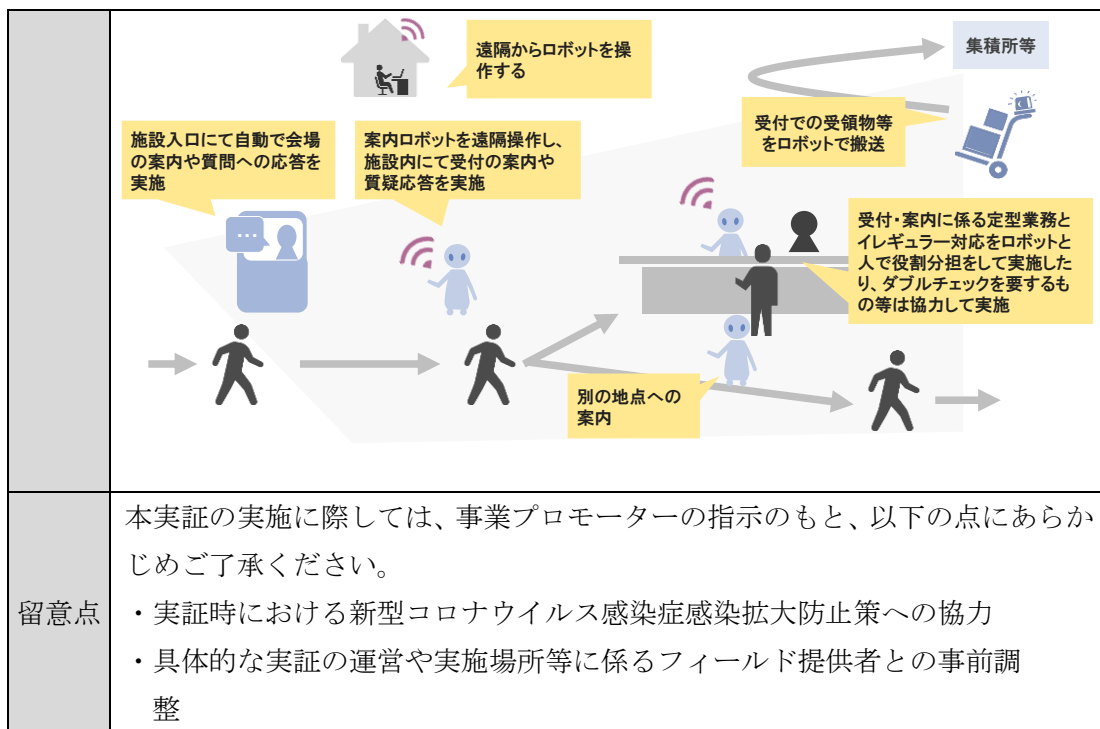 遠隔からロボットを操
作する
集積所等
施設入口にて自動で会場
の案内や質問への応答を
実施
案内ロボットを遠隔操作し、
施設内にて受付の案内や
質疑応答を実施
受付での受領物等
をロボットで搬送
受付・案内に係る定型業務と
イレギュラー対応をロボットと
人で役割分担をして実施した
り、ダブルチェックを要するも
の等は協力して実施
別の地点への
案内
留意点
本実証の実施に際しては、事業プロモーターの指示のもと、以下の点にあらか
じめご了承ください。
・実証時における新型コロナウイルス感染症感染拡大防止策への協力
・具体的な実証の運営や実施場所等に係るフィールド提供者との事前調
整